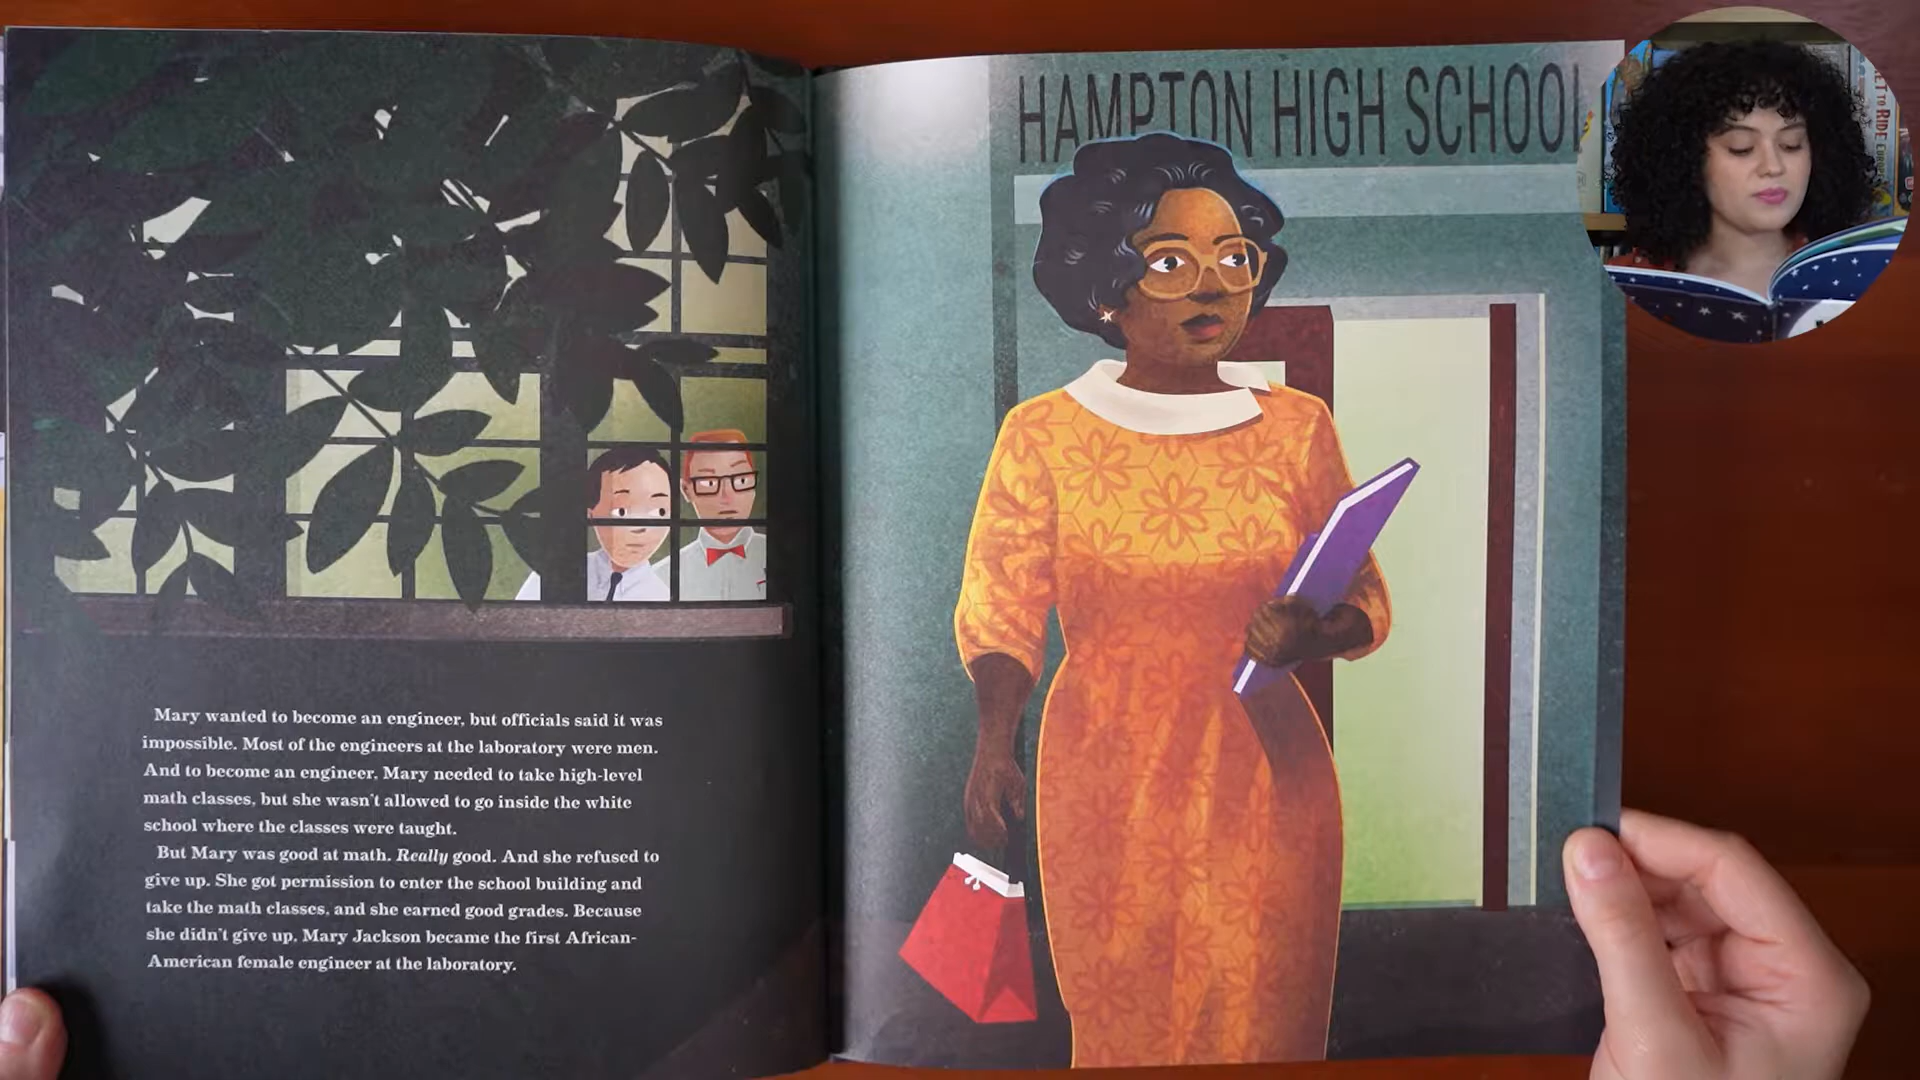 Mary wanted to become an engineer, but officials said it was
impossible. Most of the engineers at the laboratory were men.
And to become an engineer, Mary needed to take high-level
math classes, but she wasn't allowed to go inside the white
school where the classes were taught.
But Mary was good at math. Really good. And she refused to
give up. She got permission to enter the school building and
take the math classes, and she earned good grades. Because
she didn't give up, Mary Jackson became the first African-
American female engineer at the laboratory.
HAMPTON HIGH SCHOOL
TO RIDE